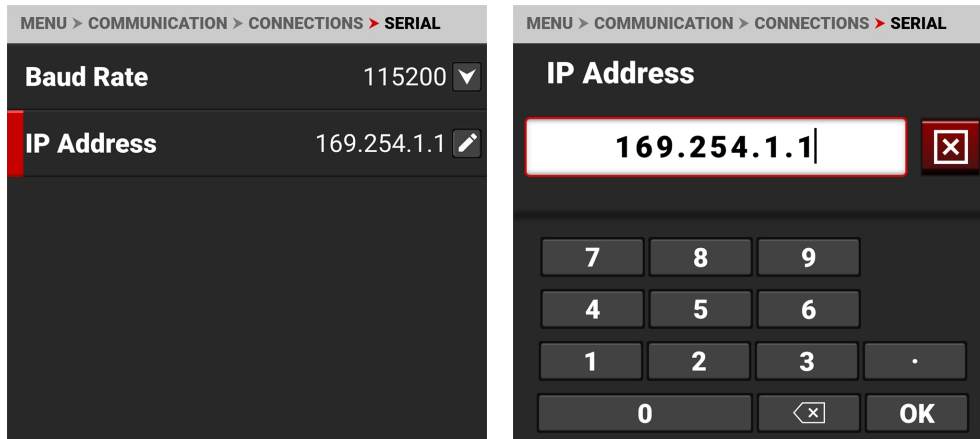 MENU > COMMUNICATION > CONNECTIONS > SERIAL
Baud Rate 115200
IP Address 169.254.1.1
MENU > COMMUNICATION > CONNECTIONS > SERIAL
IP Address
169.254.1.1
7 8 9
4 5 6
1 2 3 .
0 OK